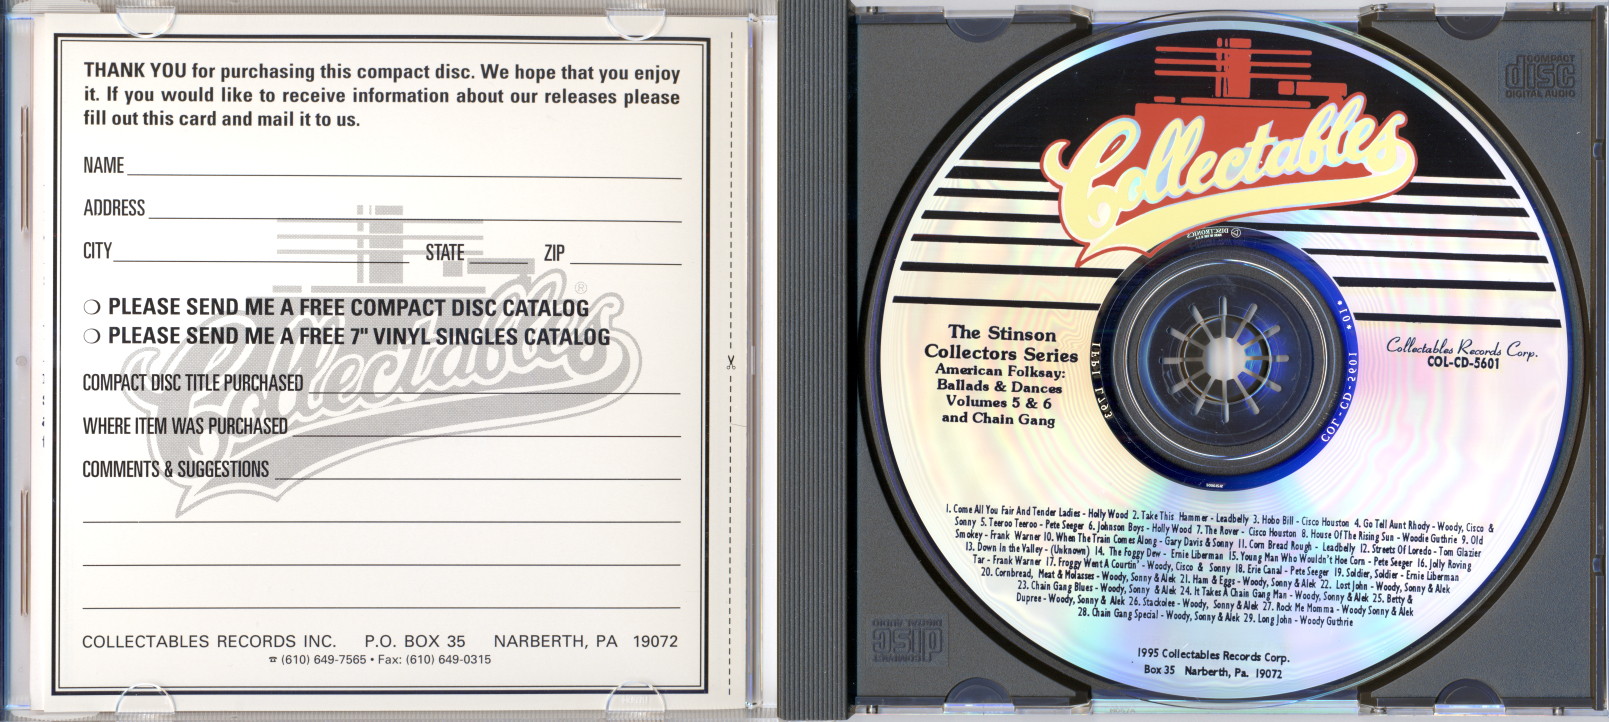 THANK YOU for purchasing this compact disc. We hope that you enjoy
it. If you would like to receive information about our releases please
fill out this card and mail it to us.
NAME
ADDRESS
CITY STATE ZIP
❍ PLEASE SEND ME A FREE COMPACT DISC CATALOG
❍ PLEASE SEND ME A FREE 7" VINYL SINGLES CATALOG
Collectables ®
COMPACT DISC TITLE PURCHASED
WHERE ITEM WAS PURCHASED
COMMENTS & SUGGESTIONS
COLLECTABLES RECORDS INC. P.O. BOX 35 NARBERTH, PA 19072
☎ (610) 649-7565 • Fax: (610) 649-0315
COMPACT
disc
DIGITAL AUDIO
Collectables
The Stinson
Collectors Series
American Folksay:
Ballads & Dances
Volumes 5 & 6
and Chain Gang
Collectables Records Corp.
COL-CD-5601
DISCTRONICS
*01*
COL-CD-5601
1. Come All You Fair And Tender Ladies - Holly Wood 2. Take This Hammer - Leadbelly 3. Hobo Bill - Cisco Houston 4. Go Tell Aunt Rhody - Woody, Cisco &
Sonny 5. Teeroo Teeroo - Pete Seeger 6. Johnson Boys - Holly Wood 7. The Rover - Cisco Houston 8. House Of The Rising Sun - Woodie Guthrie 9. Old
Smokey - Frank Warner 10. When The Train Comes Along - Gary Davis & Sonny 11. Corn Bread Rough - Leadbelly 12. Streets Of Loredo - Tom Glazier
13. Down In the Valley - (Unknown) 14. The Foggy Dew - Ernie Liberman 15. Young Man Who Wouldn't Hoe Corn - Pete Seeger 16. Jolly Roving
Tar - Frank Warner 17. Froggy Went A Courtin' - Woody, Cisco & Sonny 18. Erie Canal - Pete Seeger 19. Soldier, Soldier - Ernie Liberman
20. Cornbread, Meat & Molasses - Woody, Sonny & Alek 21. Ham & Eggs - Woody, Sonny & Alek 22. Lost John - Woody, Sonny & Alek
23. Chain Gang Blues - Woody, Sonny & Alek 24. It Takes A Chain Gang Man - Woody, Sonny & Alek 25. Betty &
Dupree - Woody, Sonny & Alek 26. Stackolee - Woody, Sonny & Alek 27. Rock Me Momma - Woody Sonny & Alek
28. Chain Gang Special - Woody, Sonny & Alek 29. Long John - Woody Guthrie
1995 Collectables Records Corp.
Box 35 Narberth, Pa. 19072
COMPACT
disc
DIGITAL AUDIO